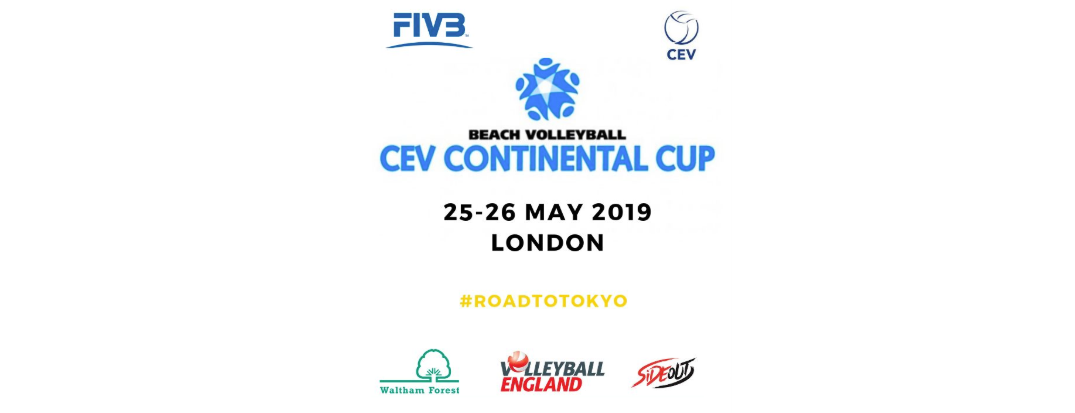 FIVB
CEV
BEACH VOLLEYBALL
CEV CONTINENTAL CUP
25-26 MAY 2019
LONDON
#ROADTOTOKYO
Waltham Forest
VOLLEYBALL
ENGLAND
SiDEOUT